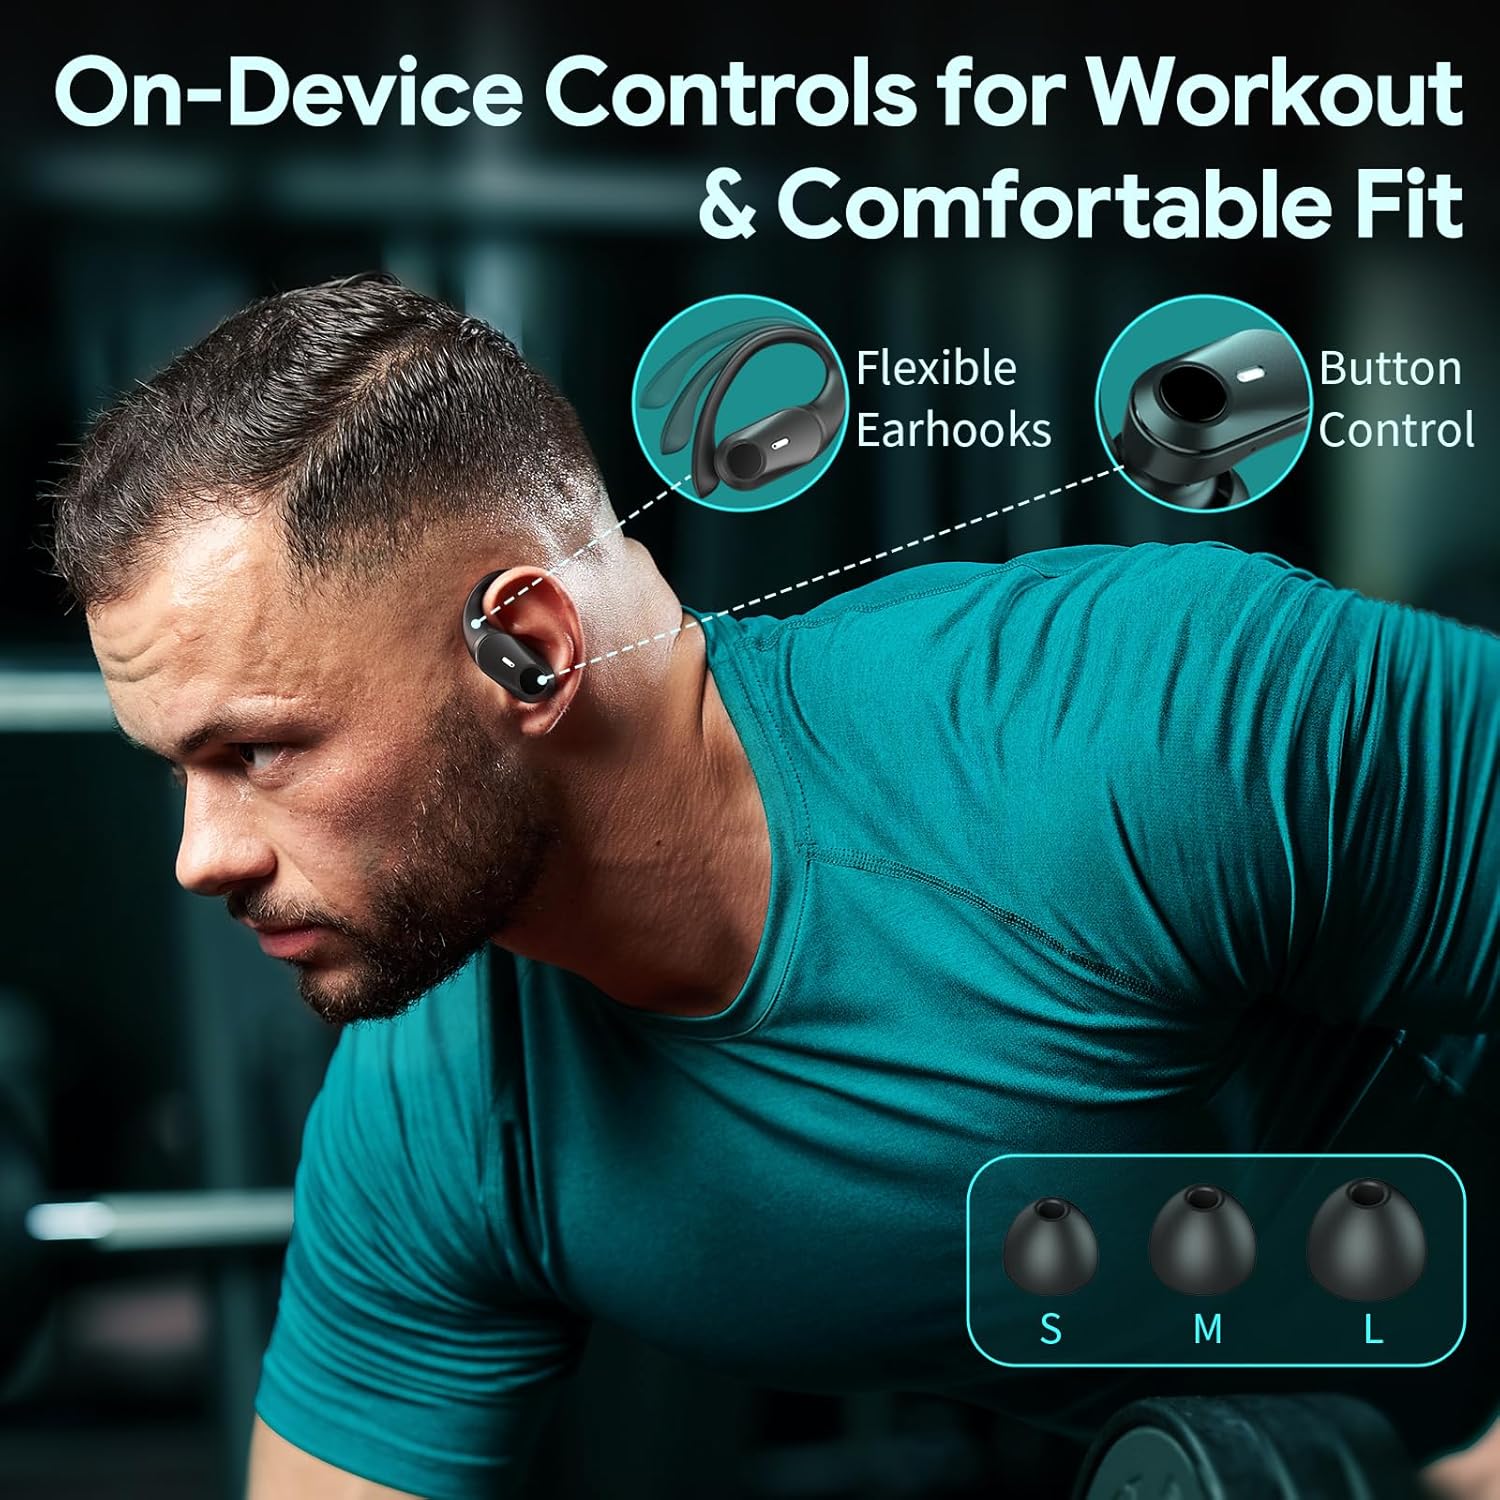 On-Device Controls for Workout
& Comfortable Fit
Flexible
Earhooks
Button
Control
S
M
L